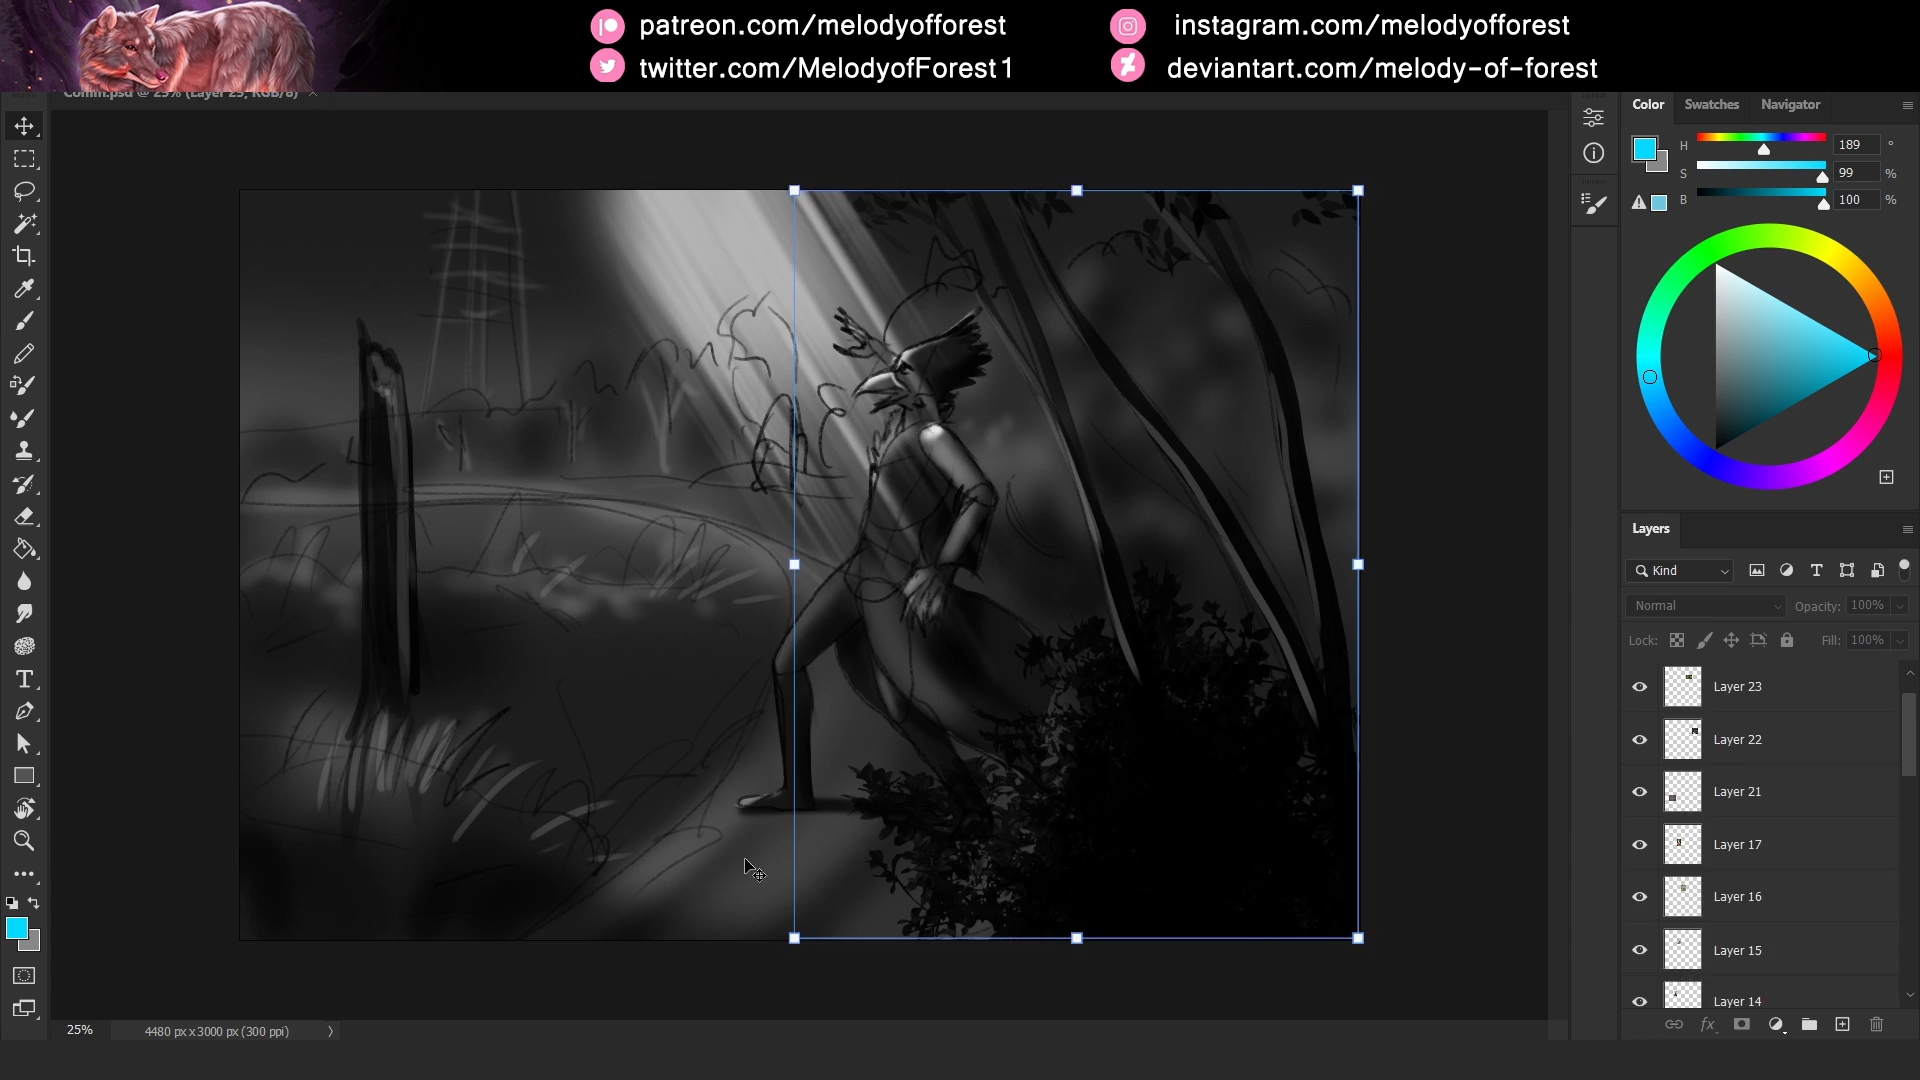 patreon.com/melodyofforest
instagram.com/melodyofforest
twitter.com/MelodyofForest1
deviantart.com/melody-of-forest
Color
Swatches
Navigator
H
189
°
S
99
%
B
100
%
Layers
Kind
Normal
Opacity:
100%
Lock:
Fill:
100%
Layer 23
Layer 22
Layer 21
Layer 17
Layer 16
Layer 15
Layer 14
fx
25%
4480 px x 3000 px (300 ppi)